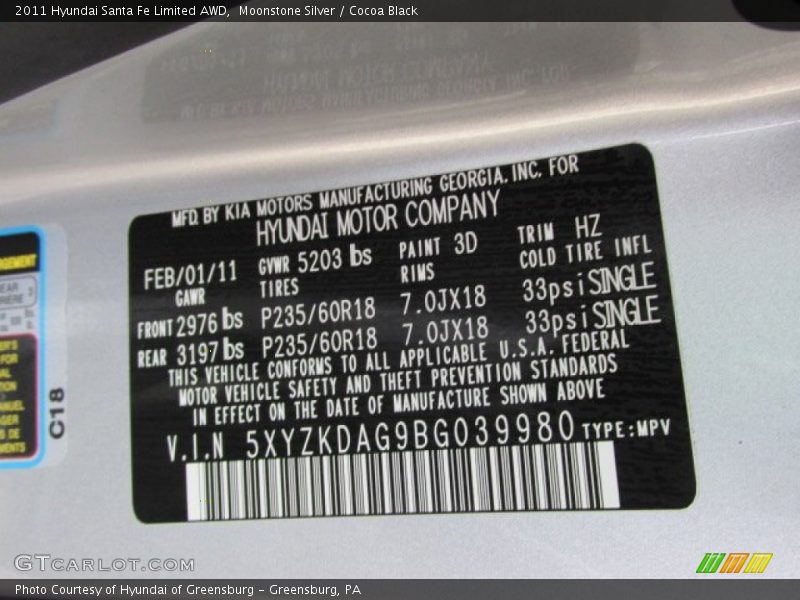 2011 Hyundai Santa Fe Limited AWD,  Moonstone Silver / Cocoa Black
MFD. BY KIA MOTORS MANUFACTURING GEORGIA, INC. FOR
HYUNDAI MOTOR COMPANY
FEB/01/11 GVWR 5203 lbs PAINT 3D TRIM HZ
GAWR TIRES RIMS COLD TIRE INFL
FRONT 2976 lbs P235/60R18 7.0JX18 33psi SINGLE
REAR 3197 lbs P235/60R18 7.0JX18 33psi SINGLE
THIS VEHICLE CONFORMS TO ALL APPLICABLE U.S.A. FEDERAL
MOTOR VEHICLE SAFETY AND THEFT PREVENTION STANDARDS
IN EFFECT ON THE DATE OF MANUFACTURE SHOWN ABOVE
V.I.N 5XYZKDAG9BG039980 TYPE:MPV
C18
GTCARLOT.COM
Photo Courtesy of Hyundai of Greensburg - Greensburg, PA